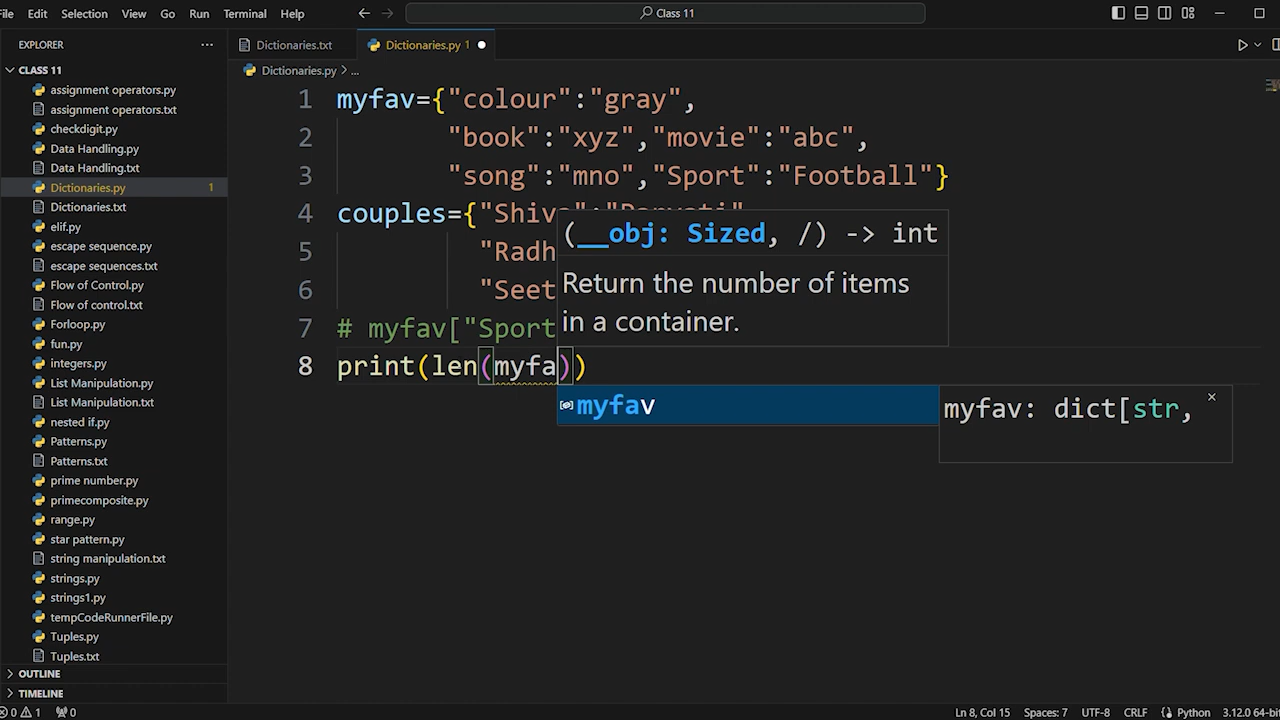 File Edit Selection View Go Run Terminal Help
Class 11
EXPLORER
CLASS 11
assignment operators.py
assignment operators.txt
checkdigit.py
Data Handling.py
Data Handling.txt
Dictionaries.py 1
Dictionaries.txt
elif.py
escape sequence.py
escape sequences.txt
Flow of Control.py
Flow of control.txt
Forloop.py
fun.py
integers.py
List Manipulation.py
List Manipulation.txt
nested if.py
Patterns.py
Patterns.txt
prime number.py
primecomposite.py
range.py
star pattern.py
string manipulation.txt
strings.py
strings1.py
tempCodeRunnerFile.py
Tuples.py
Tuples.txt
OUTLINE
TIMELINE
Dictionaries.txt
Dictionaries.py 1
Dictionaries.py > ...
1 myfav={"colour":"gray",
2 "book":"xyz","movie":"abc",
3 "song":"mno","Sport":"Football"}
4 couples={"Shiv
5 "Radh
6 "Seet
7 # myfav["Sport
8 print(len(myfa))
(__obj: Sized, /) -> int
Return the number of items
in a container.
myfav
myfav: dict[str,
0 1 0
Ln 8, Col 15 Spaces: 7 UTF-8 CRLF Python 3.12.0 64-bit